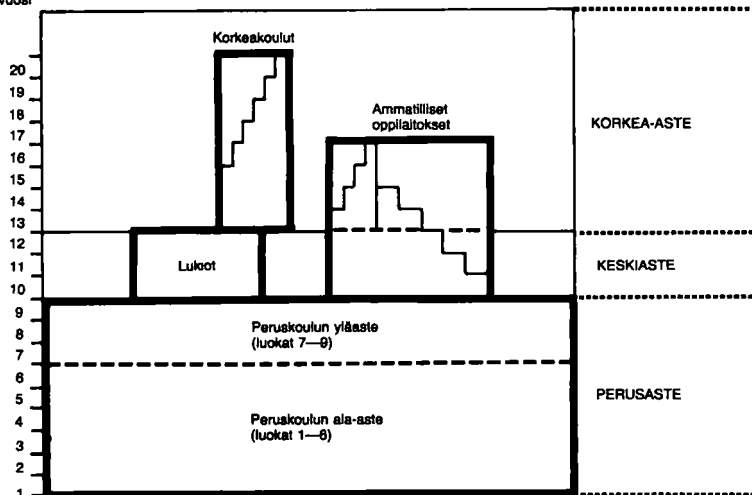 vuosi
Korkeakoulut
Ammatilliset
oppilaitokset
KORKEA-ASTE
20
19
18
17
16
15
14
13
12
11
10
Lukiot
KESKIASTE
9
8
7
6
5
4
3
2
1
Peruskoulun yläaste
(luokat 7—9)
Peruskoulun ala-aste
(luokat 1—6)
PERUSASTE